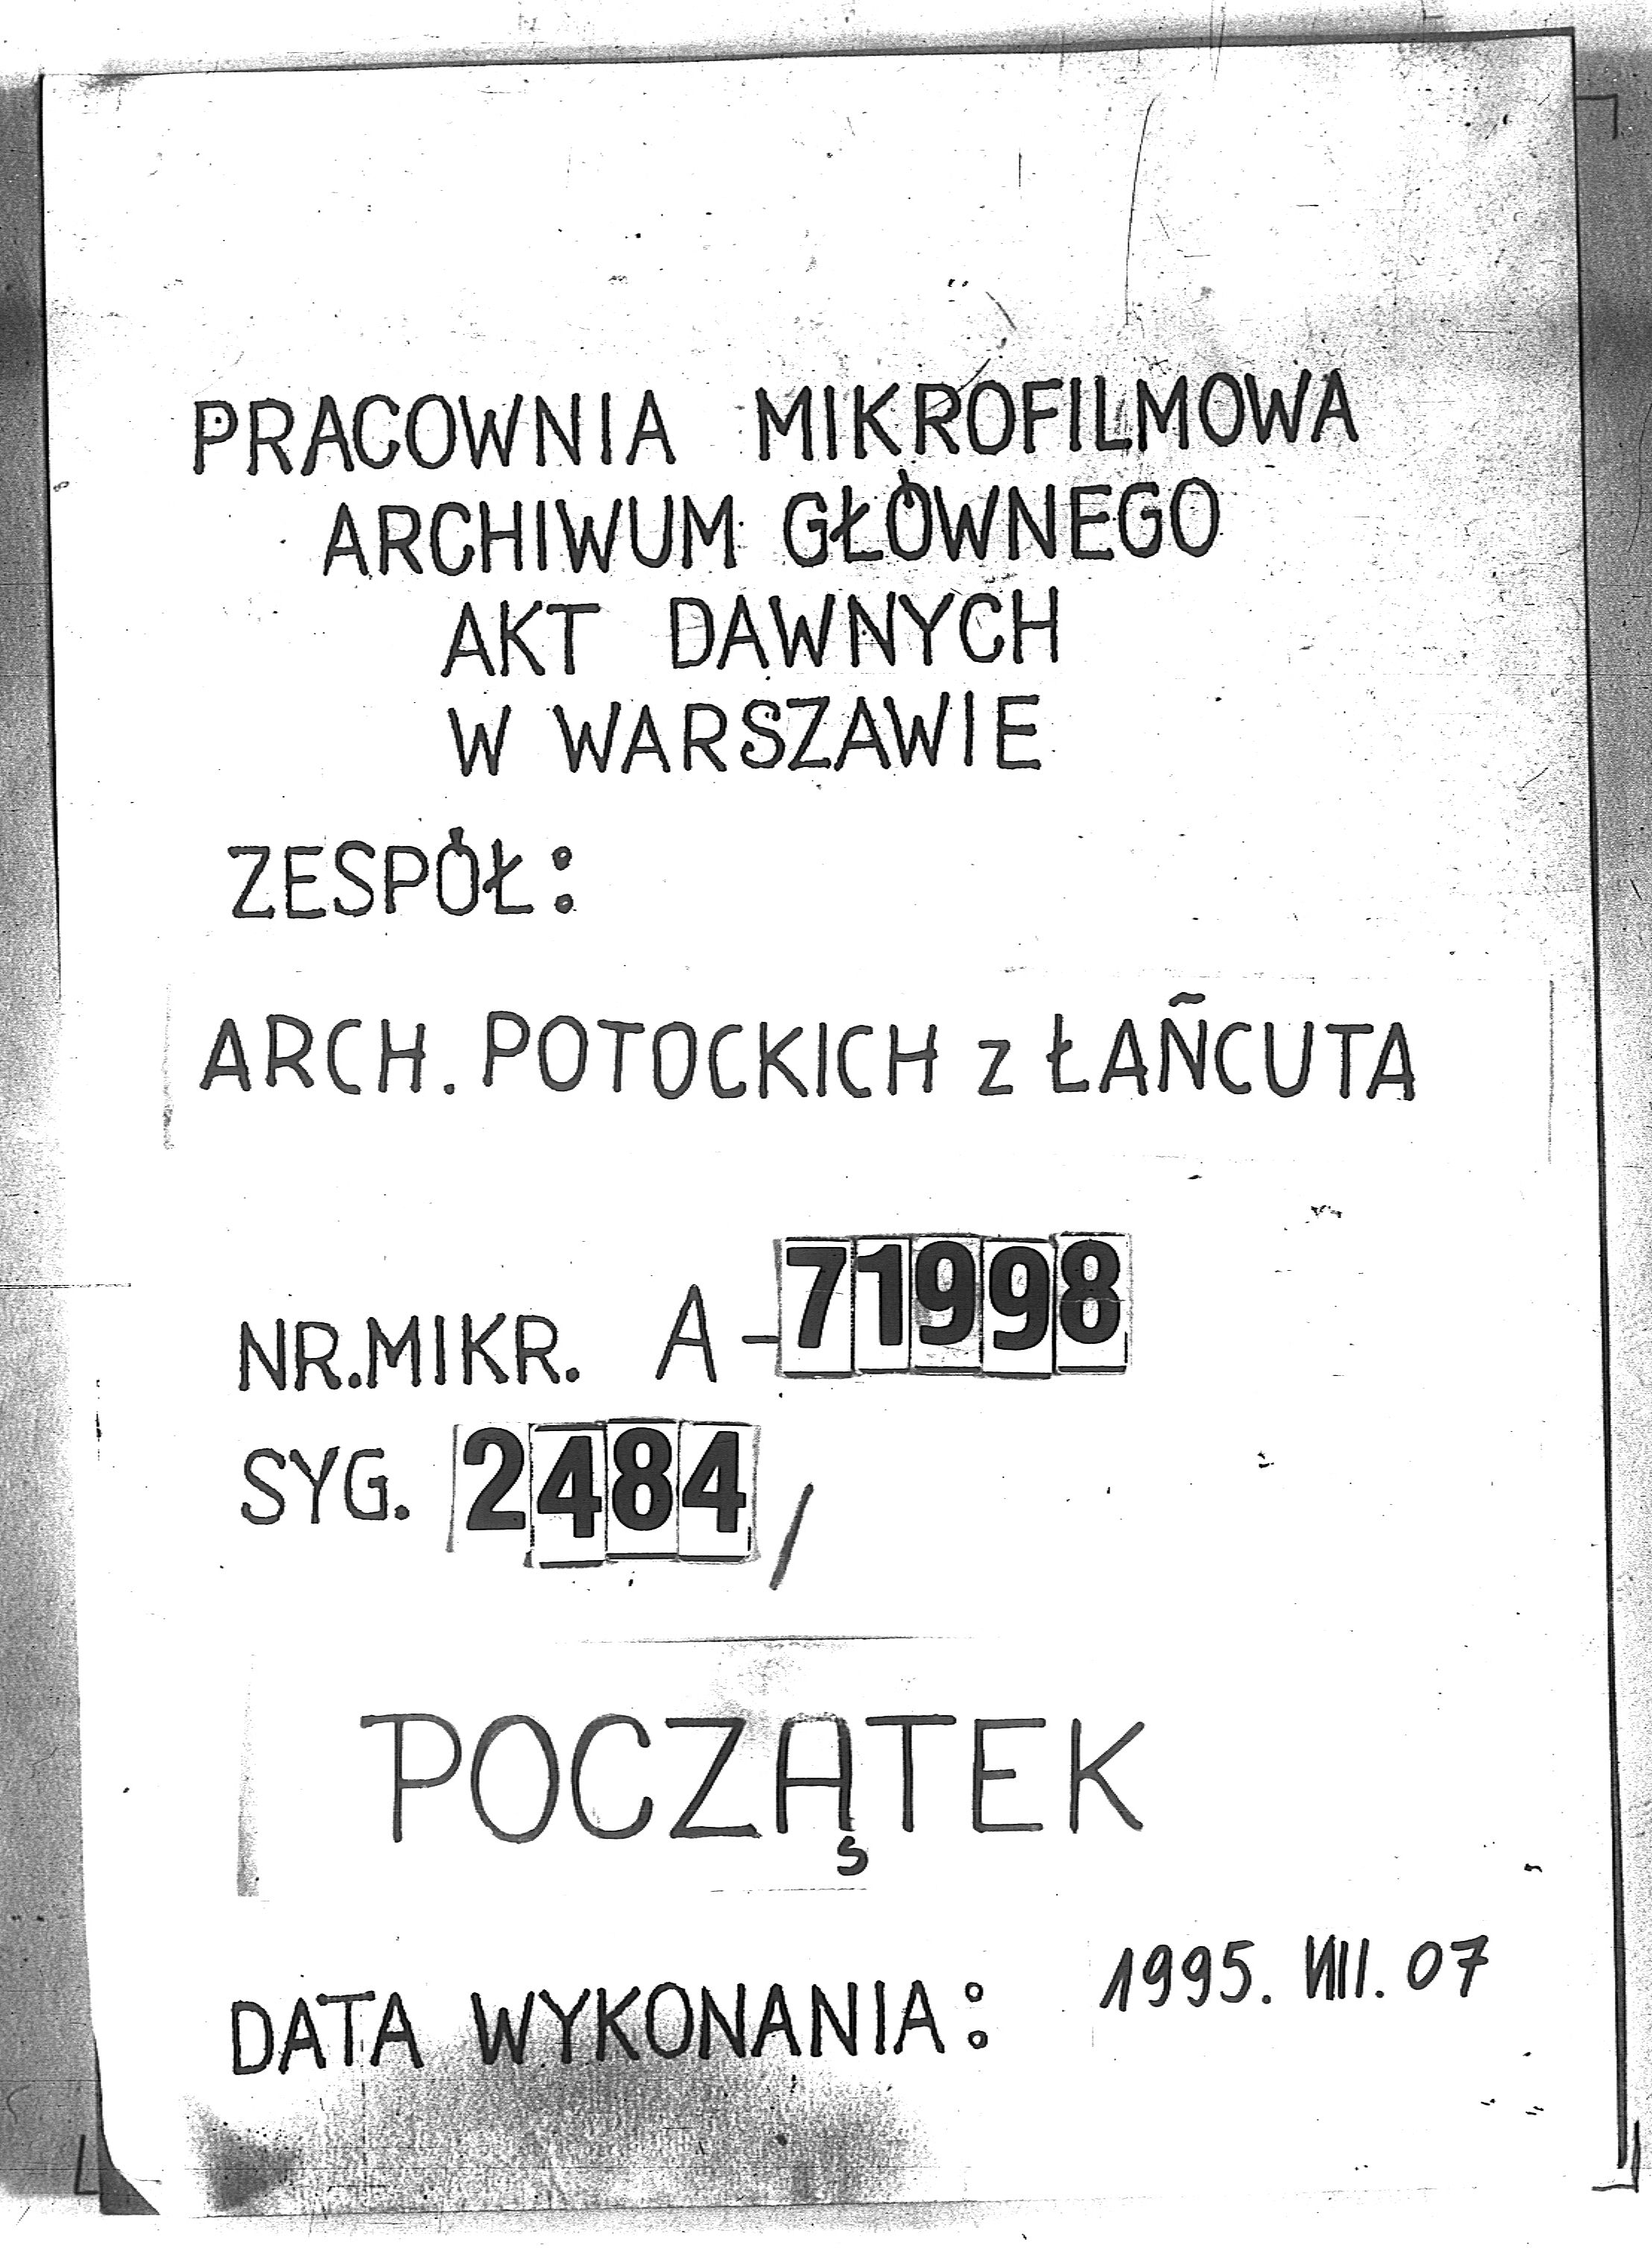 PRACOWNIA MIKROFILMOWA
ARCHIWUM GŁÓWNEGO
AKT DAWNYCH
W WARSZAWIE
ZESPÓŁ:
ARCH. POTOCKICH z ŁAŃCUTA
NR.MIKR. A-71998
SYG. 2484/
POCZĄTEK
DATA WYKONANIA: 1995. VIII. 07